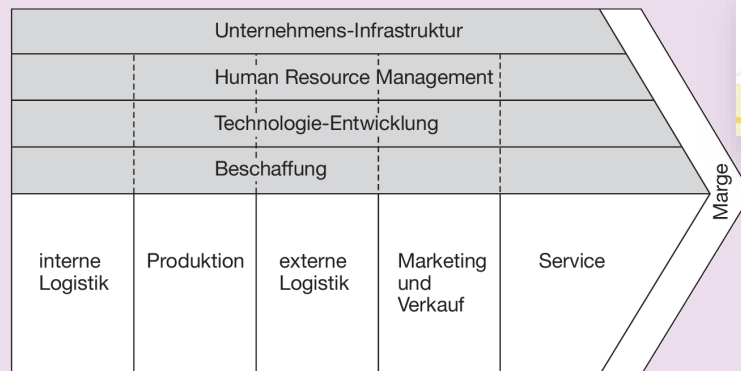 Unternehmens-Infrastruktur
Human Resource Management
Technologie-Entwicklung
Beschaffung
Marge
interne
Logistik
Produktion
externe
Logistik
Marketing
und
Verkauf
Service